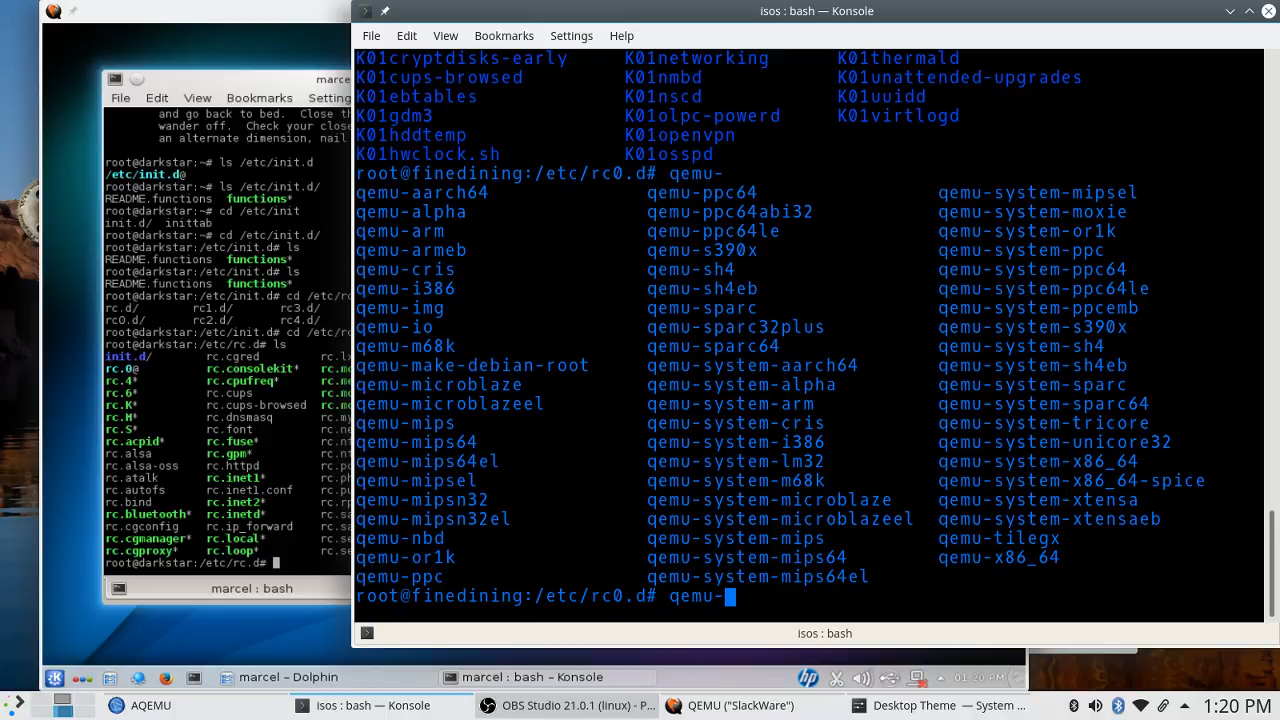 isos : bash — Konsole
File Edit View Bookmarks Settings Help
K01cryptdisks-early K01networking K01thermald
K01cups-browsed K01nmbd K01unattended-upgrades
K01ebtables K01nscd K01uuidd
K01gdm3 K01olpc-powerd K01virtlogd
K01hddtemp K01openvpn
K01hwclock.sh K01osspd
root@finedining:/etc/rc0.d# qemu-
qemu-aarch64 qemu-ppc64 qemu-system-mipsel
qemu-alpha qemu-ppc64abi32 qemu-system-moxie
qemu-arm qemu-ppc64le qemu-system-or1k
qemu-armeb qemu-s390x qemu-system-ppc
qemu-cris qemu-sh4 qemu-system-ppc64
qemu-i386 qemu-sh4eb qemu-system-ppc64le
qemu-img qemu-sparc qemu-system-ppcemb
qemu-io qemu-sparc32plus qemu-system-s390x
qemu-m68k qemu-sparc64 qemu-system-sh4
qemu-make-debian-root qemu-system-aarch64 qemu-system-sh4eb
qemu-microblaze qemu-system-alpha qemu-system-sparc
qemu-microblazeel qemu-system-arm qemu-system-sparc64
qemu-mips qemu-system-cris qemu-system-tricore
qemu-mips64 qemu-system-i386 qemu-system-unicore32
qemu-mips64el qemu-system-lm32 qemu-system-x86_64
qemu-mipsel qemu-system-m68k qemu-system-x86_64-spice
qemu-mipsn32 qemu-system-microblaze qemu-system-xtensa
qemu-mipsn32el qemu-system-microblazeel qemu-system-xtensaeb
qemu-nbd qemu-system-mips qemu-tilegx
qemu-or1k qemu-system-mips64 qemu-x86_64
qemu-ppc qemu-system-mips64el
root@finedining:/etc/rc0.d# qemu-
isos : bash
File Edit View Bookmarks
and go back to bed. Close
wander off. Check your
an alternate dimension, nail
root@darkstar:~# ls /etc/init.d
/etc/init.d@
root@darkstar:~# ls /etc/init.d/
README.functions functions*
root@darkstar:~# cd /etc/init
init.d/ inittab
root@darkstar:~# cd /etc/init.d/
root@darkstar:/etc/init.d# ls
README.functions functions*
root@darkstar:/etc/init.d# ls
README.functions functions*
root@darkstar:/etc/init.d# cd
rc.d/ rc1.d/ rc3.d/
rc0.d/ rc2.d/ rc4.d/
root@darkstar:/etc/init.d# cd
root@darkstar:/etc/rc.d# ls
init.d/ rc.cgred
rc.0@ rc.consolekit*
rc.4* rc.cpufreq*
rc.6* rc.cups
rc.K* rc.cups-browsed
rc.M* rc.dnsmasq
rc.S* rc.font
rc.acpid* rc.fuse*
rc.alsa rc.gpm*
rc.alsa-oss rc.httpd
rc.atalk rc.inet1*
rc.autofs rc.inet1.conf
rc.bind rc.inet2*
rc.bluetooth* rc.inetd*
rc.cgconfig rc.ip_forward
rc.cgmanager* rc.local*
rc.cgproxy* rc.loop*
root@darkstar:/etc/rc.d#
marcel : bash
marcel – Dolphin marcel : bash – Konsole 01:20 PM
AQEMU isos : bash — Konsole OBS Studio 21.0.1 (linux) - P... QEMU ("SlackWare") Desktop Theme — System ... 1:20 PM